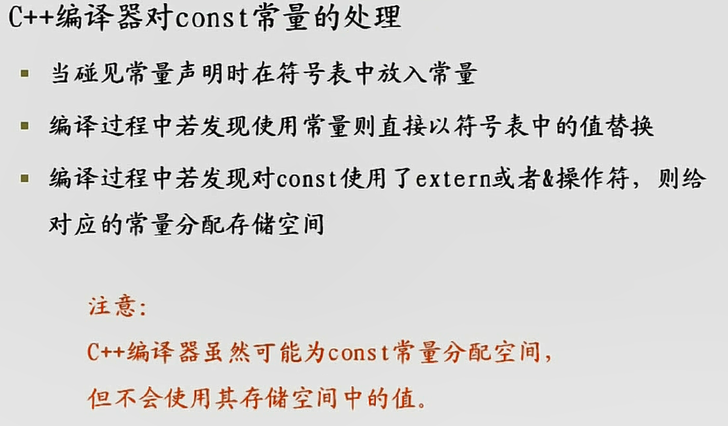 C++编译器对const常量的处理
当碰见常量声明时在符号表中放入常量
编译过程中若发现使用常量则直接以符号表中的值替换
编译过程中若发现对const使用了extern或者&操作符，则给
对应的常量分配存储空间
注意：
C++编译器虽然可能为const常量分配空间，
但不会使用其存储空间中的值。